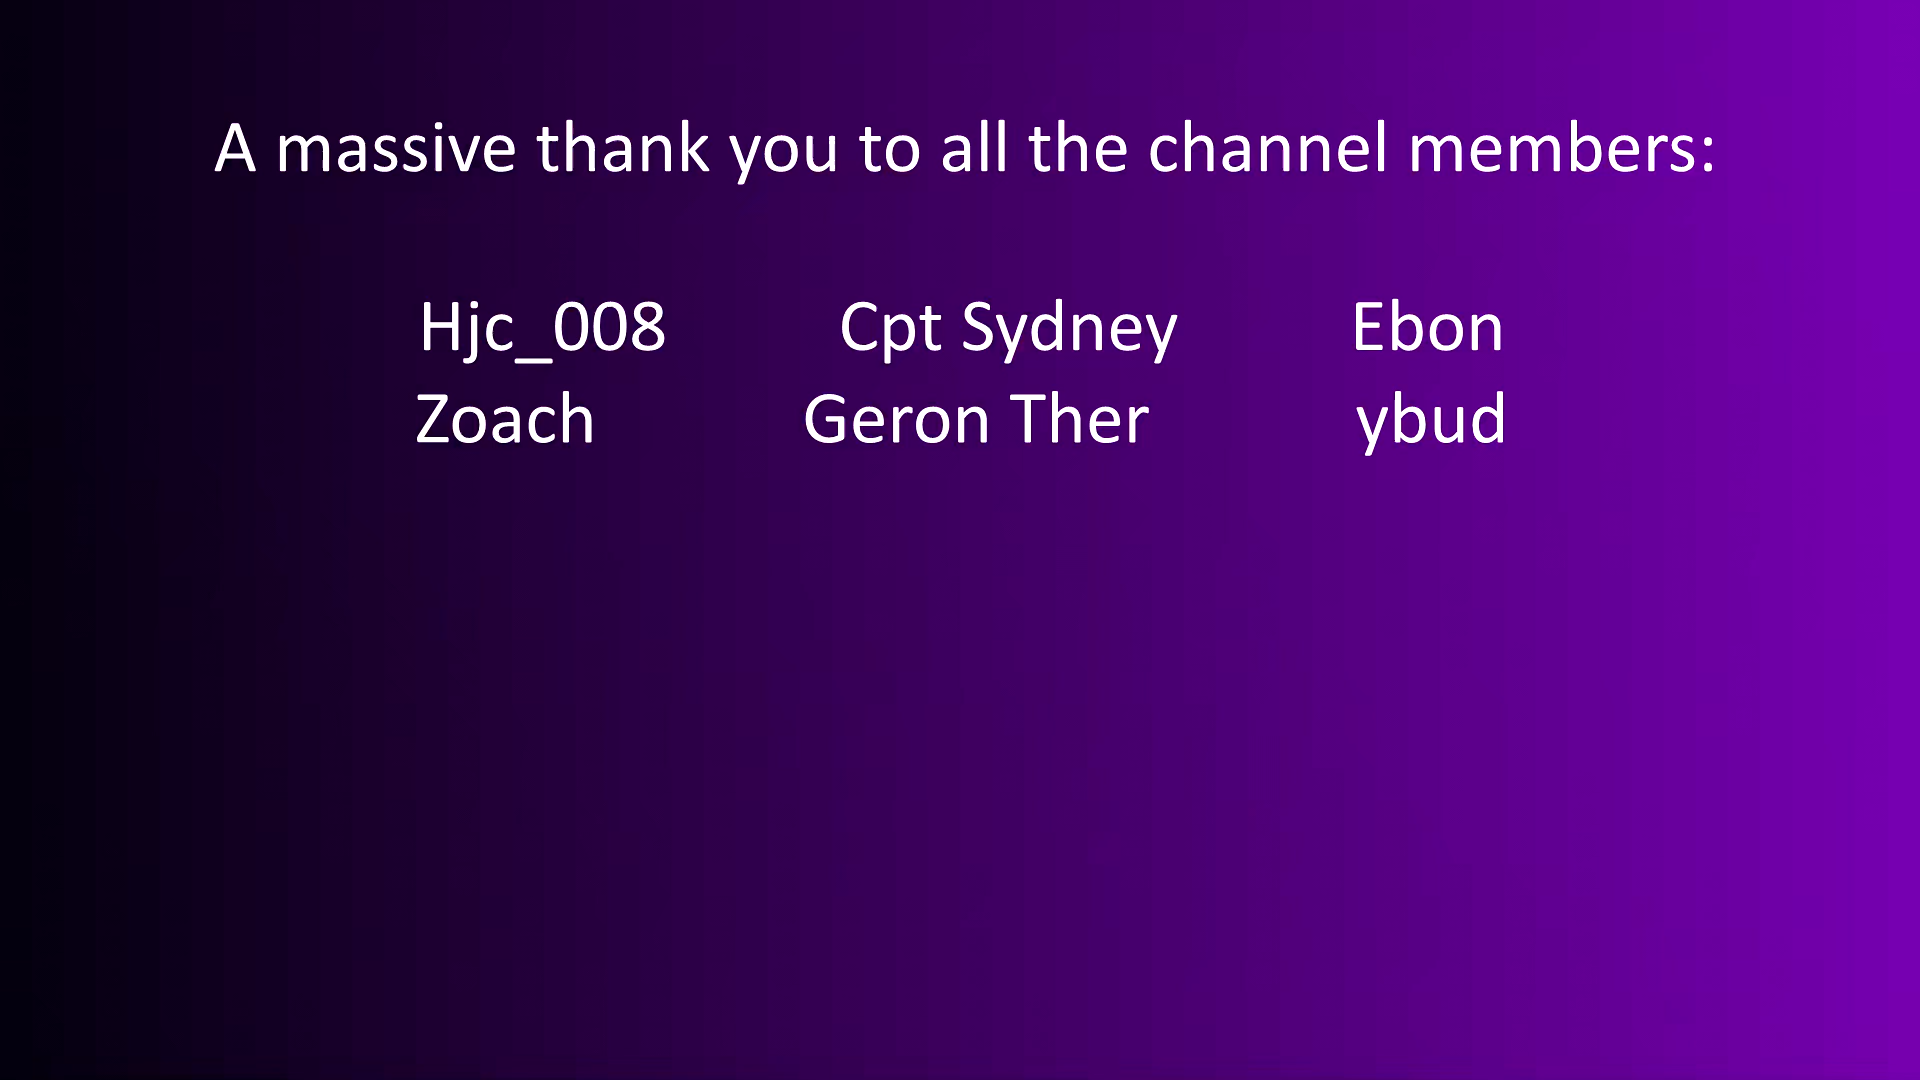 A massive thank you to all the channel members:
Hjc_008 Cpt Sydney Ebon
Zoach Geron Ther ybud